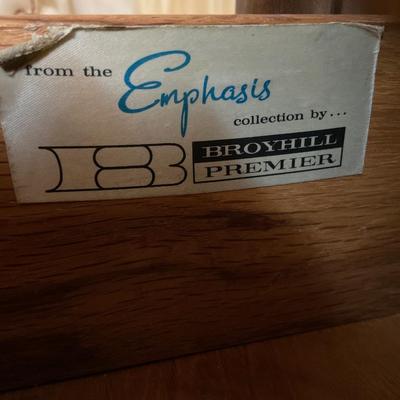 from the Emphasis
collection by...
B BROYHILL
PREMIER